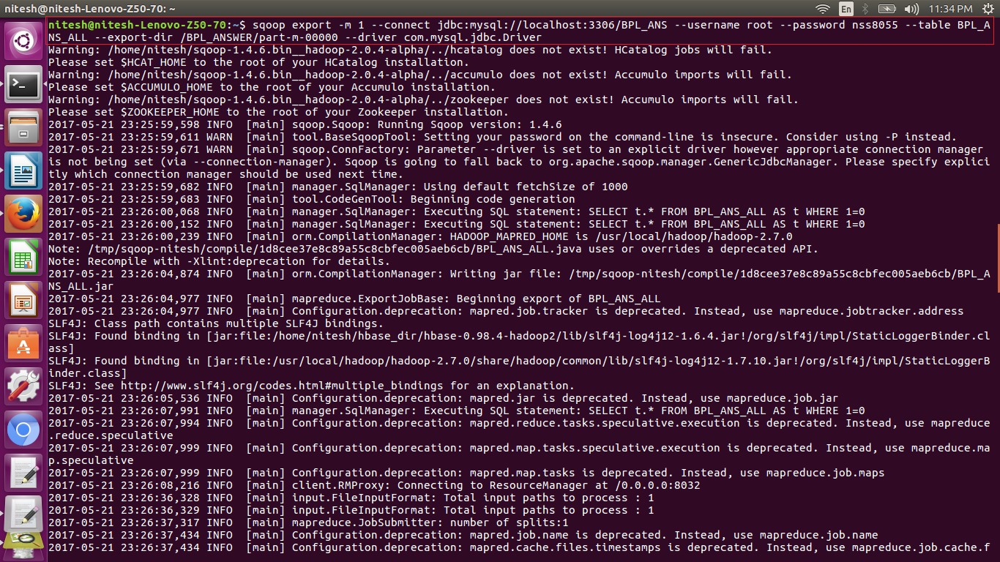 nitesh@nitesh-Lenovo-Z50-70: ~
En
11:34 PM
nitesh@nitesh-Lenovo-Z50-70:~$ sqoop export -m 1 --connect jdbc:mysql://localhost:3306/BPL_ANS --username root --password nss8055 --table BPL_A
NS_ALL --export-dir /BPL_ANSWER/part-m-00000 --driver com.mysql.jdbc.Driver
Warning: /home/nitesh/sqoop-1.4.6.bin__hadoop-2.0.4-alpha/../hcatalog does not exist! HCatalog jobs will fail.
Please set $HCAT_HOME to the root of your HCatalog installation.
Warning: /home/nitesh/sqoop-1.4.6.bin__hadoop-2.0.4-alpha/../accumulo does not exist! Accumulo imports will fail.
Please set $ACCUMULO_HOME to the root of your Accumulo installation.
Warning: /home/nitesh/sqoop-1.4.6.bin__hadoop-2.0.4-alpha/../zookeeper does not exist! Accumulo imports will fail.
Please set $ZOOKEEPER_HOME to the root of your Zookeeper installation.
2017-05-21 23:25:59,598 INFO  [main] sqoop.Sqoop: Running Sqoop version: 1.4.6
2017-05-21 23:25:59,611 WARN  [main] tool.BaseSqoopTool: Setting your password on the command-line is insecure. Consider using -P instead.
2017-05-21 23:25:59,671 WARN  [main] sqoop.ConnFactory: Parameter --driver is set to an explicit driver however appropriate connection manager
is not being set (via --connection-manager). Sqoop is going to fall back to org.apache.sqoop.manager.GenericJdbcManager. Please specify explici
tly which connection manager should be used next time.
2017-05-21 23:25:59,682 INFO  [main] manager.SqlManager: Using default fetchSize of 1000
2017-05-21 23:25:59,683 INFO  [main] tool.CodeGenTool: Beginning code generation
2017-05-21 23:26:00,068 INFO  [main] manager.SqlManager: Executing SQL statement: SELECT t.* FROM BPL_ANS_ALL AS t WHERE 1=0
2017-05-21 23:26:00,152 INFO  [main] manager.SqlManager: Executing SQL statement: SELECT t.* FROM BPL_ANS_ALL AS t WHERE 1=0
2017-05-21 23:26:00,239 INFO  [main] orm.CompilationManager: HADOOP_MAPRED_HOME is /usr/local/hadoop/hadoop-2.7.0
Note: /tmp/sqoop-nitesh/compile/1d8cee37e8c89a55c8cbfec005aeb6cb/BPL_ANS_ALL.java uses or overrides a deprecated API.
Note: Recompile with -Xlint:deprecation for details.
2017-05-21 23:26:04,874 INFO  [main] orm.CompilationManager: Writing jar file: /tmp/sqoop-nitesh/compile/1d8cee37e8c89a55c8cbfec005aeb6cb/BPL_A
NS_ALL.jar
2017-05-21 23:26:04,977 INFO  [main] mapreduce.ExportJobBase: Beginning export of BPL_ANS_ALL
2017-05-21 23:26:04,977 INFO  [main] Configuration.deprecation: mapred.job.tracker is deprecated. Instead, use mapreduce.jobtracker.address
SLF4J: Class path contains multiple SLF4J bindings.
SLF4J: Found binding in [jar:file:/home/nitesh/hbase_dir/hbase-0.98.4-hadoop2/lib/slf4j-log4j12-1.6.4.jar!/org/slf4j/impl/StaticLoggerBinder.cl
ass]
SLF4J: Found binding in [jar:file:/usr/local/hadoop/hadoop-2.7.0/share/hadoop/common/lib/slf4j-log4j12-1.7.10.jar!/org/slf4j/impl/StaticLoggerB
inder.class]
SLF4J: See http://www.slf4j.org/codes.html#multiple_bindings for an explanation.
2017-05-21 23:26:05,536 INFO  [main] Configuration.deprecation: mapred.jar is deprecated. Instead, use mapreduce.job.jar
2017-05-21 23:26:07,991 INFO  [main] manager.SqlManager: Executing SQL statement: SELECT t.* FROM BPL_ANS_ALL AS t WHERE 1=0
2017-05-21 23:26:07,994 INFO  [main] Configuration.deprecation: mapred.reduce.tasks.speculative.execution is deprecated. Instead, use mapreduce
.reduce.speculative
2017-05-21 23:26:07,999 INFO  [main] Configuration.deprecation: mapred.map.tasks.speculative.execution is deprecated. Instead, use mapreduce.ma
p.speculative
2017-05-21 23:26:07,999 INFO  [main] Configuration.deprecation: mapred.map.tasks is deprecated. Instead, use mapreduce.job.maps
2017-05-21 23:26:08,216 INFO  [main] client.RMProxy: Connecting to ResourceManager at /0.0.0.0:8032
2017-05-21 23:26:36,328 INFO  [main] input.FileInputFormat: Total input paths to process : 1
2017-05-21 23:26:36,329 INFO  [main] input.FileInputFormat: Total input paths to process : 1
2017-05-21 23:26:37,317 INFO  [main] mapreduce.JobSubmitter: number of splits:1
2017-05-21 23:26:37,434 INFO  [main] Configuration.deprecation: mapred.job.name is deprecated. Instead, use mapreduce.job.name
2017-05-21 23:26:37,434 INFO  [main] Configuration.deprecation: mapred.cache.files.timestamps is deprecated. Instead, use mapreduce.job.cache.f